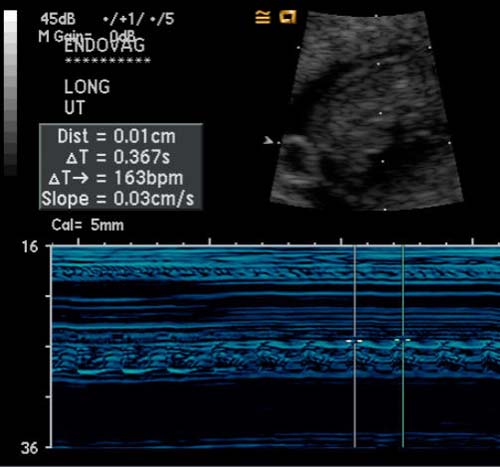 45dB •/+1/ •/5
M Gain= 0dB
ENDOVAG
**********
LONG
UT
Dist = 0.01cm
ΔT = 0.367s
ΔT→ = 163bpm
Slope = 0.03cm/s
Cal= 5mm
16
36